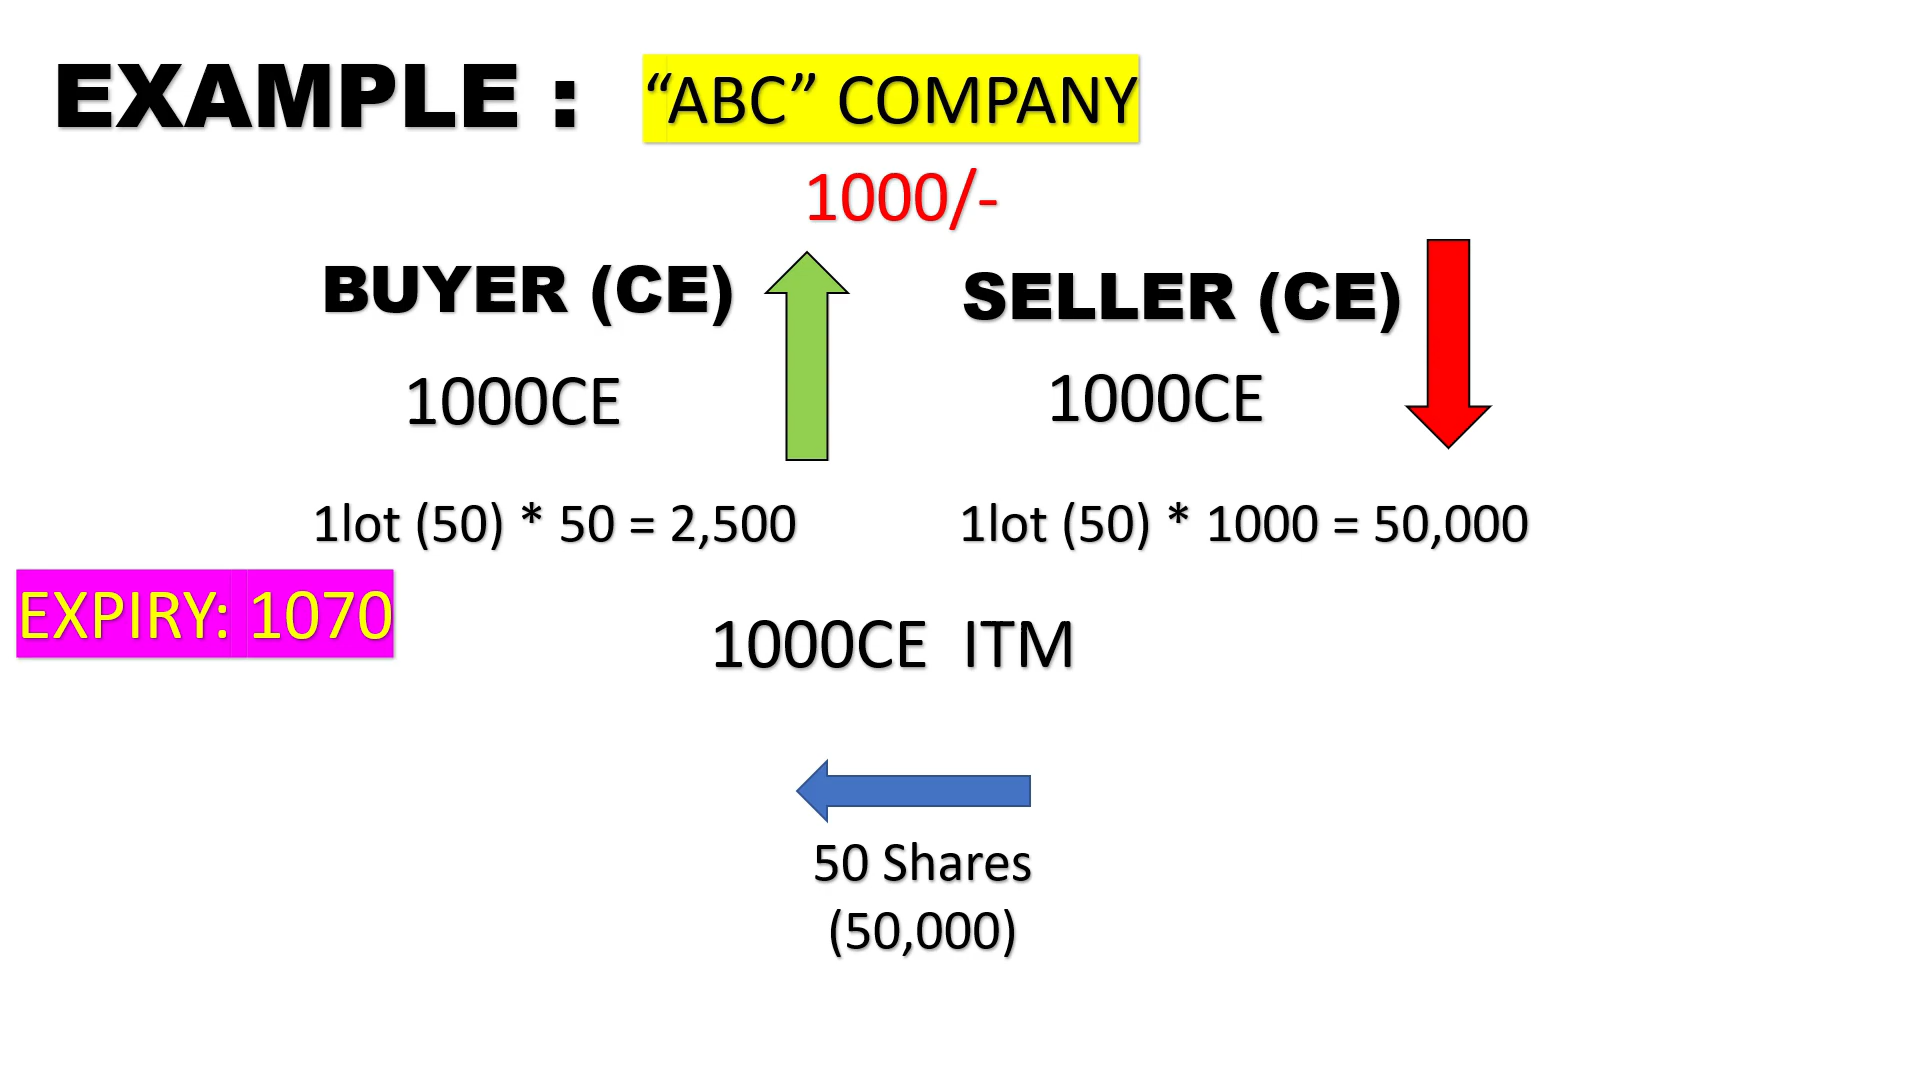 EXAMPLE : “ABC” COMPANY
1000/-
BUYER (CE) SELLER (CE)
1000CE 1000CE
1lot (50) * 50 = 2,500 1lot (50) * 1000 = 50,000
EXPIRY: 1070
1000CE ITM
50 Shares
(50,000)